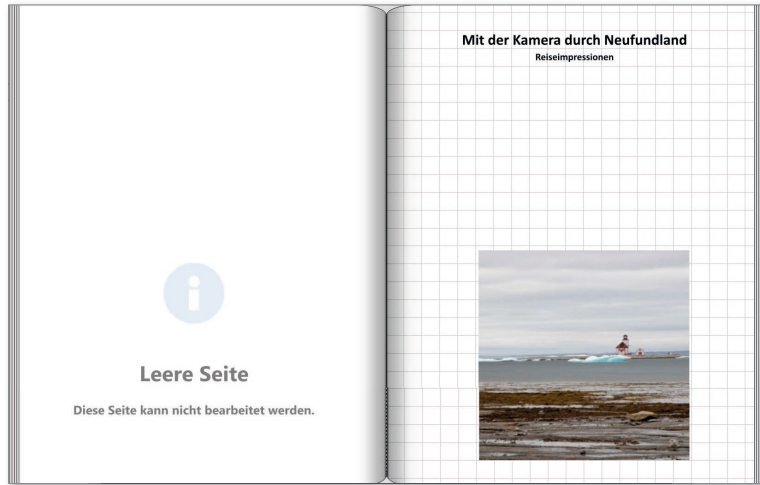 Leere Seite
Diese Seite kann nicht bearbeitet werden.
Mit der Kamera durch Neufundland
Reiseimpressionen